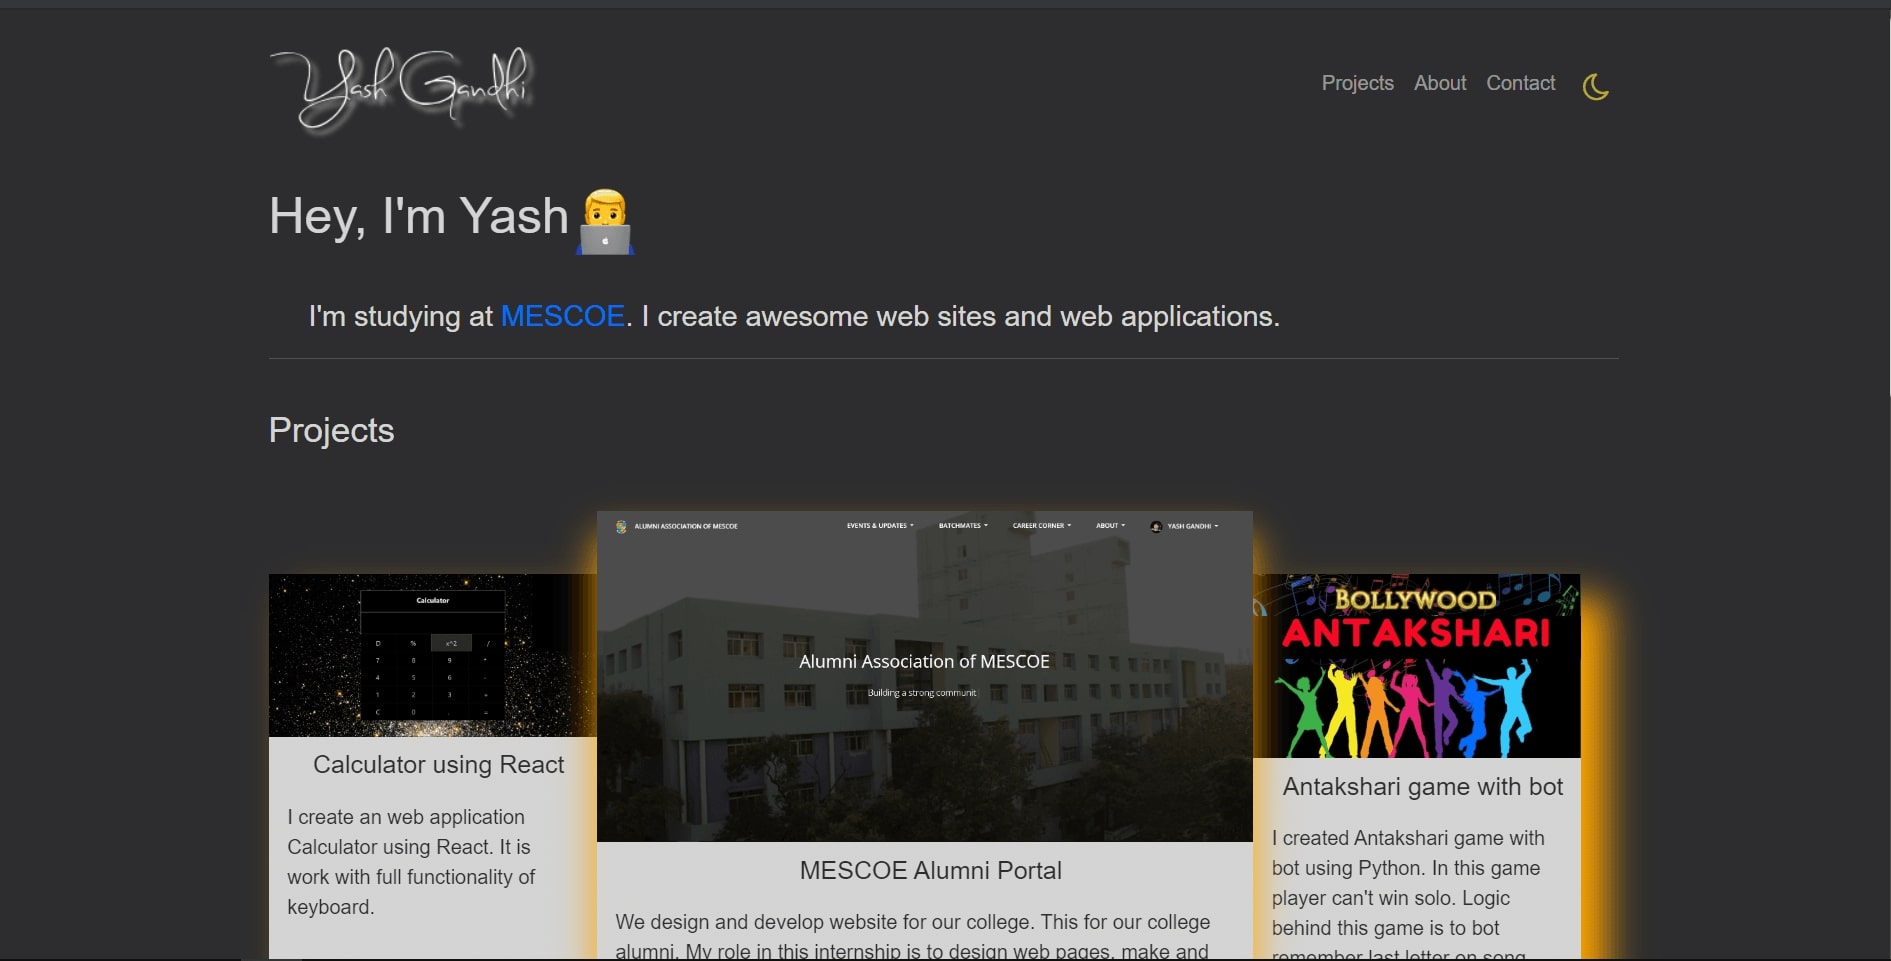 Yash Gandhi
Projects About Contact
Hey, I'm Yash
I'm studying at MESCOE. I create awesome web sites and web applications.
Projects
Calculator
D % x^2 /
7 8 9 *
4 5 6 -
1 2 3 +
C 0 . =
Calculator using React
I create an web application
Calculator using React. It is
work with full functionality of
keyboard.
ALUMNI ASSOCIATION OF MESCOE EVENTS & UPDATES BATCHMATES CAREER CORNER ABOUT YASH GANDHI
Alumni Association of MESCOE
Building a strong communit
MESCOE Alumni Portal
We design and develop website for our college. This for our college
alumni. My role in this internship is to design web pages, make and
BOLLYWOOD
ANTAKSHARI
Antakshari game with bot
I created Antakshari game with
bot using Python. In this game
player can't win solo. Logic
behind this game is to bot
remember last letter on song